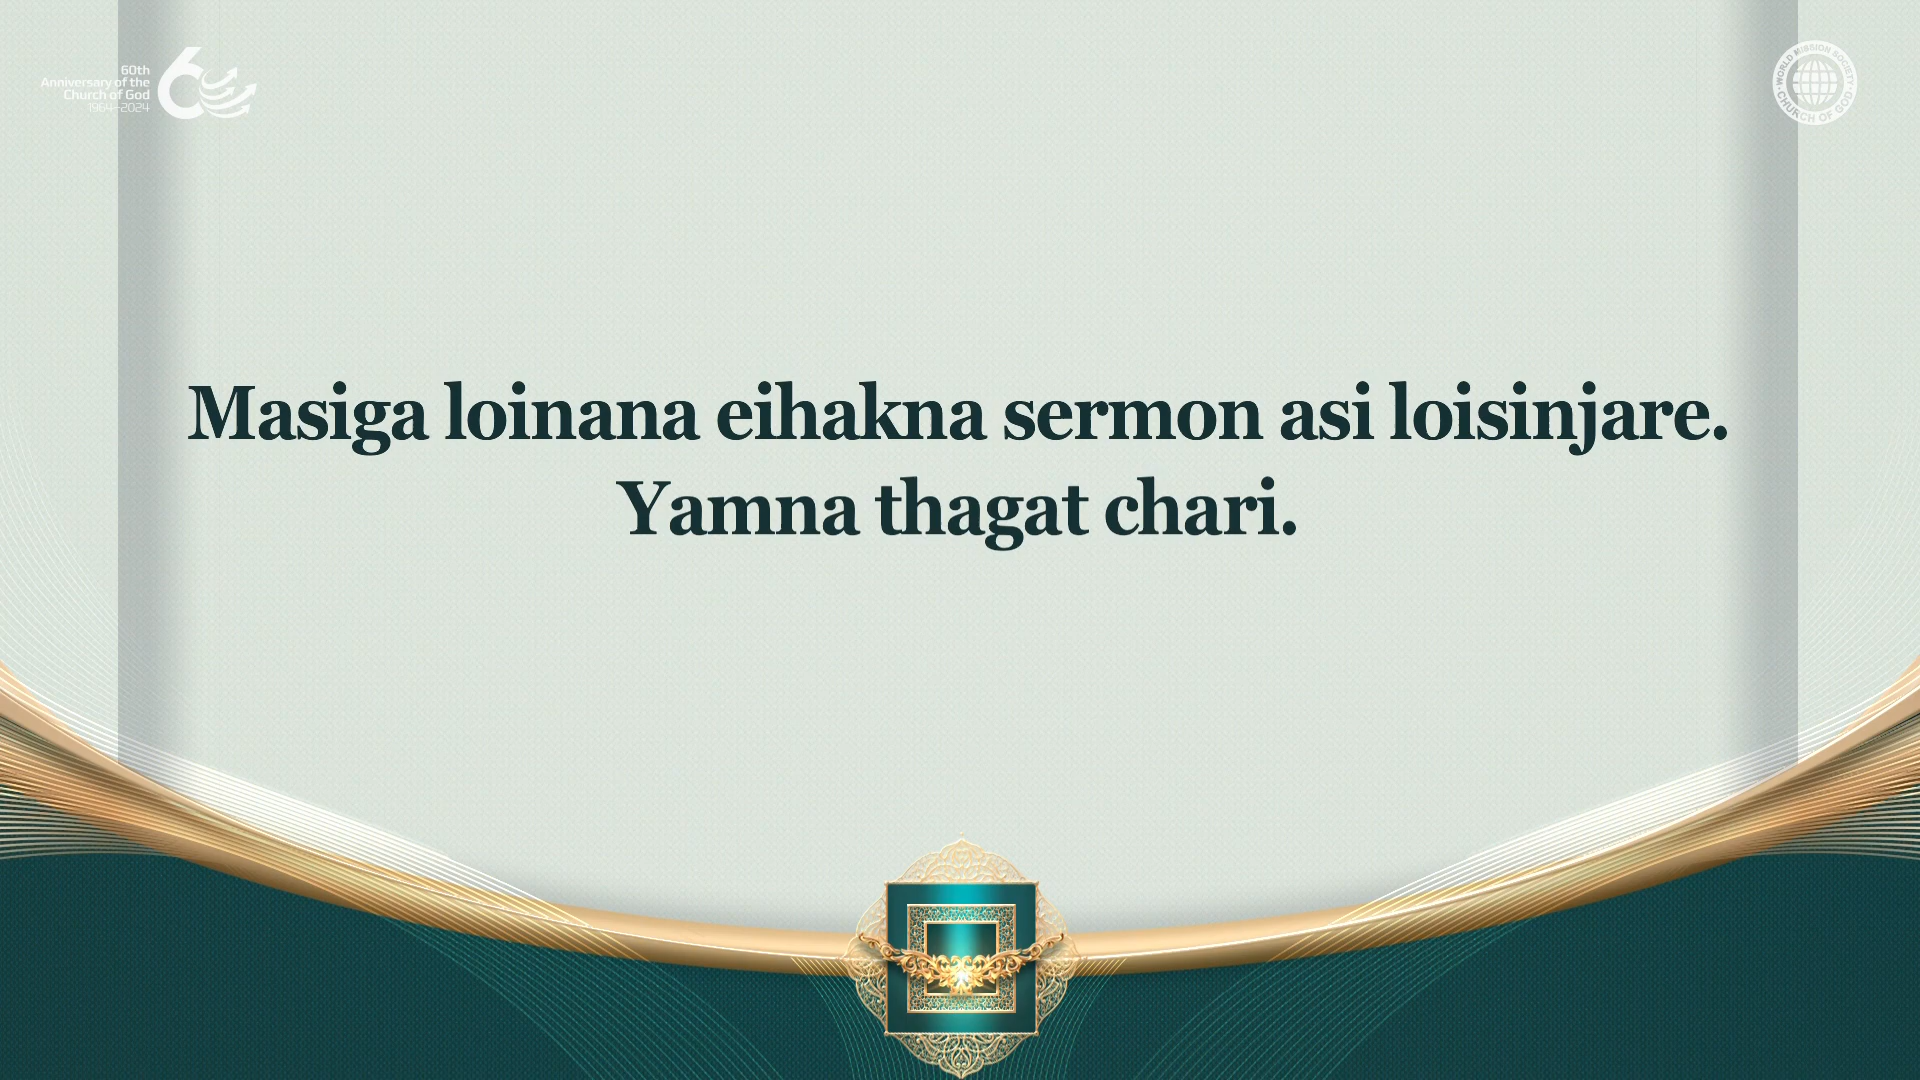 60th
Anniversary of the
Church of God
1964–2024
WORLD MISSION SOCIETY
CHURCH OF GOD
Masiga loinana eihakna sermon asi loisinjare.
Yamna thagat chari.